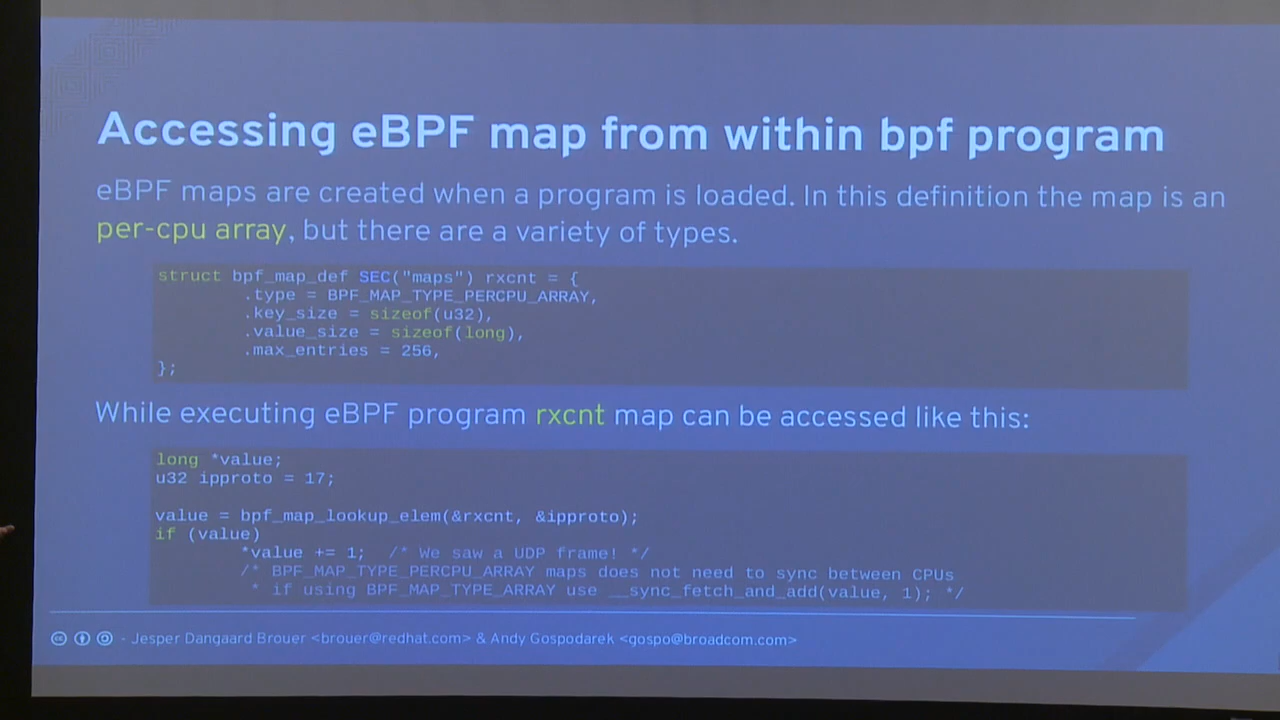 Accessing eBPF map from within bpf program
eBPF maps are created when a program is loaded. In this definition the map is an
per-cpu array, but there are a variety of types.
struct bpf_map_def SEC("maps") rxcnt = {
.type = BPF_MAP_TYPE_PERCPU_ARRAY,
.key_size = sizeof(u32),
.value_size = sizeof(long),
.max_entries = 256,
};
While executing eBPF program rxcnt map can be accessed like this:
long *value;
u32 ipproto = 17;
value = bpf_map_lookup_elem(&rxcnt, &ipproto);
if (value)
*value += 1; /* We saw a UDP frame! */
/* BPF_MAP_TYPE_PERCPU_ARRAY maps does not need to sync between CPUs
* if using BPF_MAP_TYPE_ARRAY use __sync_fetch_and_add(value, 1); */
- Jesper Dangaard Brouer <brouer@redhat.com> & Andy Gospodarek <gospo@broadcom.com>